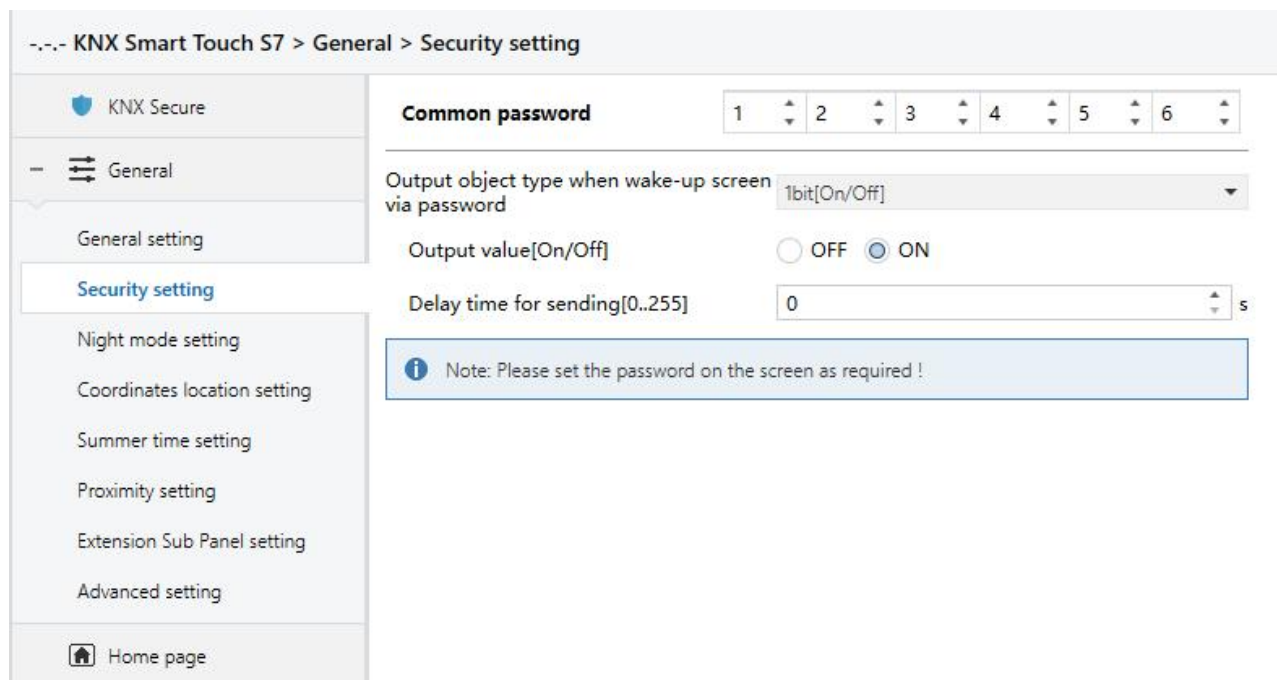 -.-.- KNX Smart Touch S7 > General > Security setting
KNX Secure
General
General setting
Security setting
Night mode setting
Coordinates location setting
Summer time setting
Proximity setting
Extension Sub Panel setting
Advanced setting
Home page
Common password 1 2 3 4 5 6
Output object type when wake-up screen
via password
1bit[On/Off]
Output value[On/Off] OFF ON
Delay time for sending[0..255] 0 s
Note: Please set the password on the screen as required !